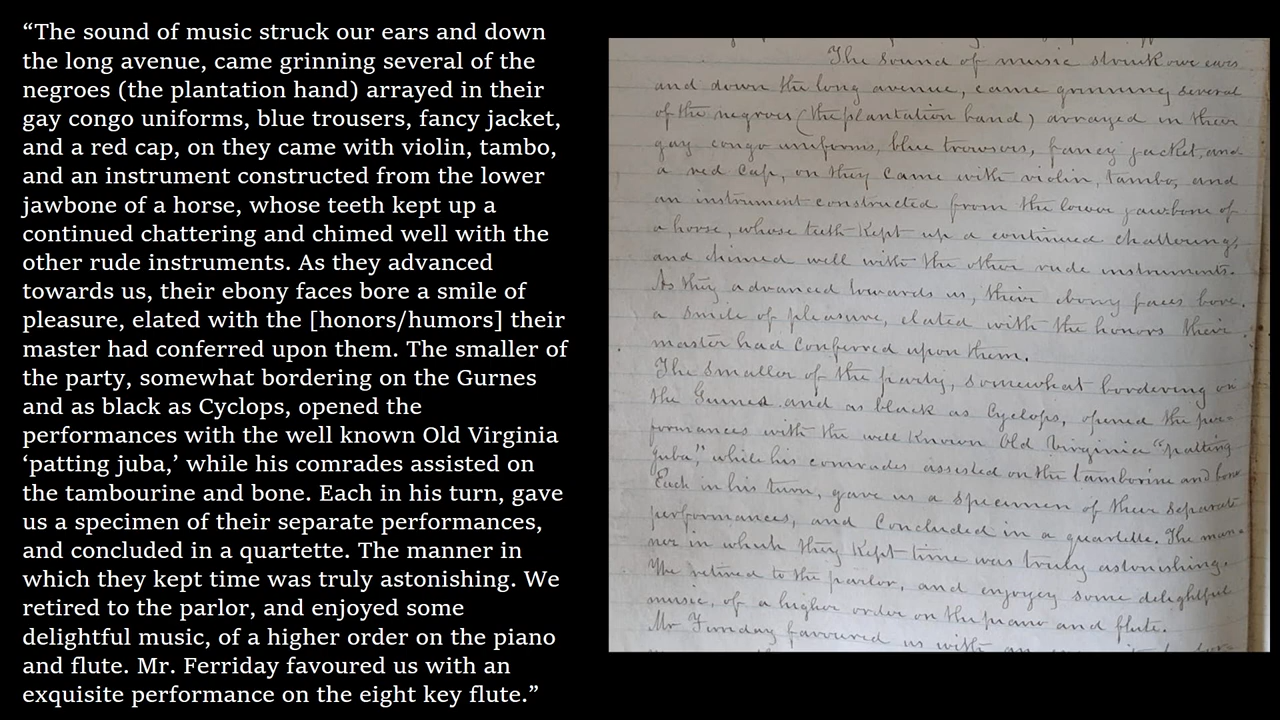 “The sound of music struck our ears and down
the long avenue, came grinning several of the
negroes (the plantation hand) arrayed in their
gay congo uniforms, blue trousers, fancy jacket,
and a red cap, on they came with violin, tambo,
and an instrument constructed from the lower
jawbone of a horse, whose teeth kept up a
continued chattering and chimed well with the
other rude instruments. As they advanced
towards us, their ebony faces bore a smile of
pleasure, elated with the [honors/humors] their
master had conferred upon them. The smaller of
the party, somewhat bordering on the Gurnes
and as black as Cyclops, opened the
performances with the well known Old Virginia
‘patting juba,’ while his comrades assisted on
the tambourine and bone. Each in his turn, gave
us a specimen of their separate performances,
and concluded in a quartette. The manner in
which they kept time was truly astonishing. We
retired to the parlor, and enjoyed some
delightful music, of a higher order on the piano
and flute. Mr. Ferriday favoured us with an
exquisite performance on the eight key flute.”
The sound of music struck our ears
and down the long avenue, came grinning several
of the negroes (the plantation band) arrayed in their
gay congo uniforms, blue trowsers, fancy jacket, and
a red cap, on they came with violin, tambo, and
an instrument constructed from the lower jawbone of
a horse, whose teeth kept up a continued chattering,
and chimed well with the other rude instruments.
As they advanced towards us, their ebony faces bore
a smile of pleasure, elated with the honors their
master had conferred upon them.
The smaller of the party, somewhat bordering on
the and as black as Cyclops, opened the per-
formances with the well known Old Virginia “patting
juba,” while his comrades assisted on the tamborine and bone
Each in his turn, gave us a specimen of their separate
performances, and concluded in a quartette. The man-
ner in which they kept time was truly astonishing.
We retired to the parlor, and some delightful
music, of a higher order on the piano and flute.
Mr favoured us with an